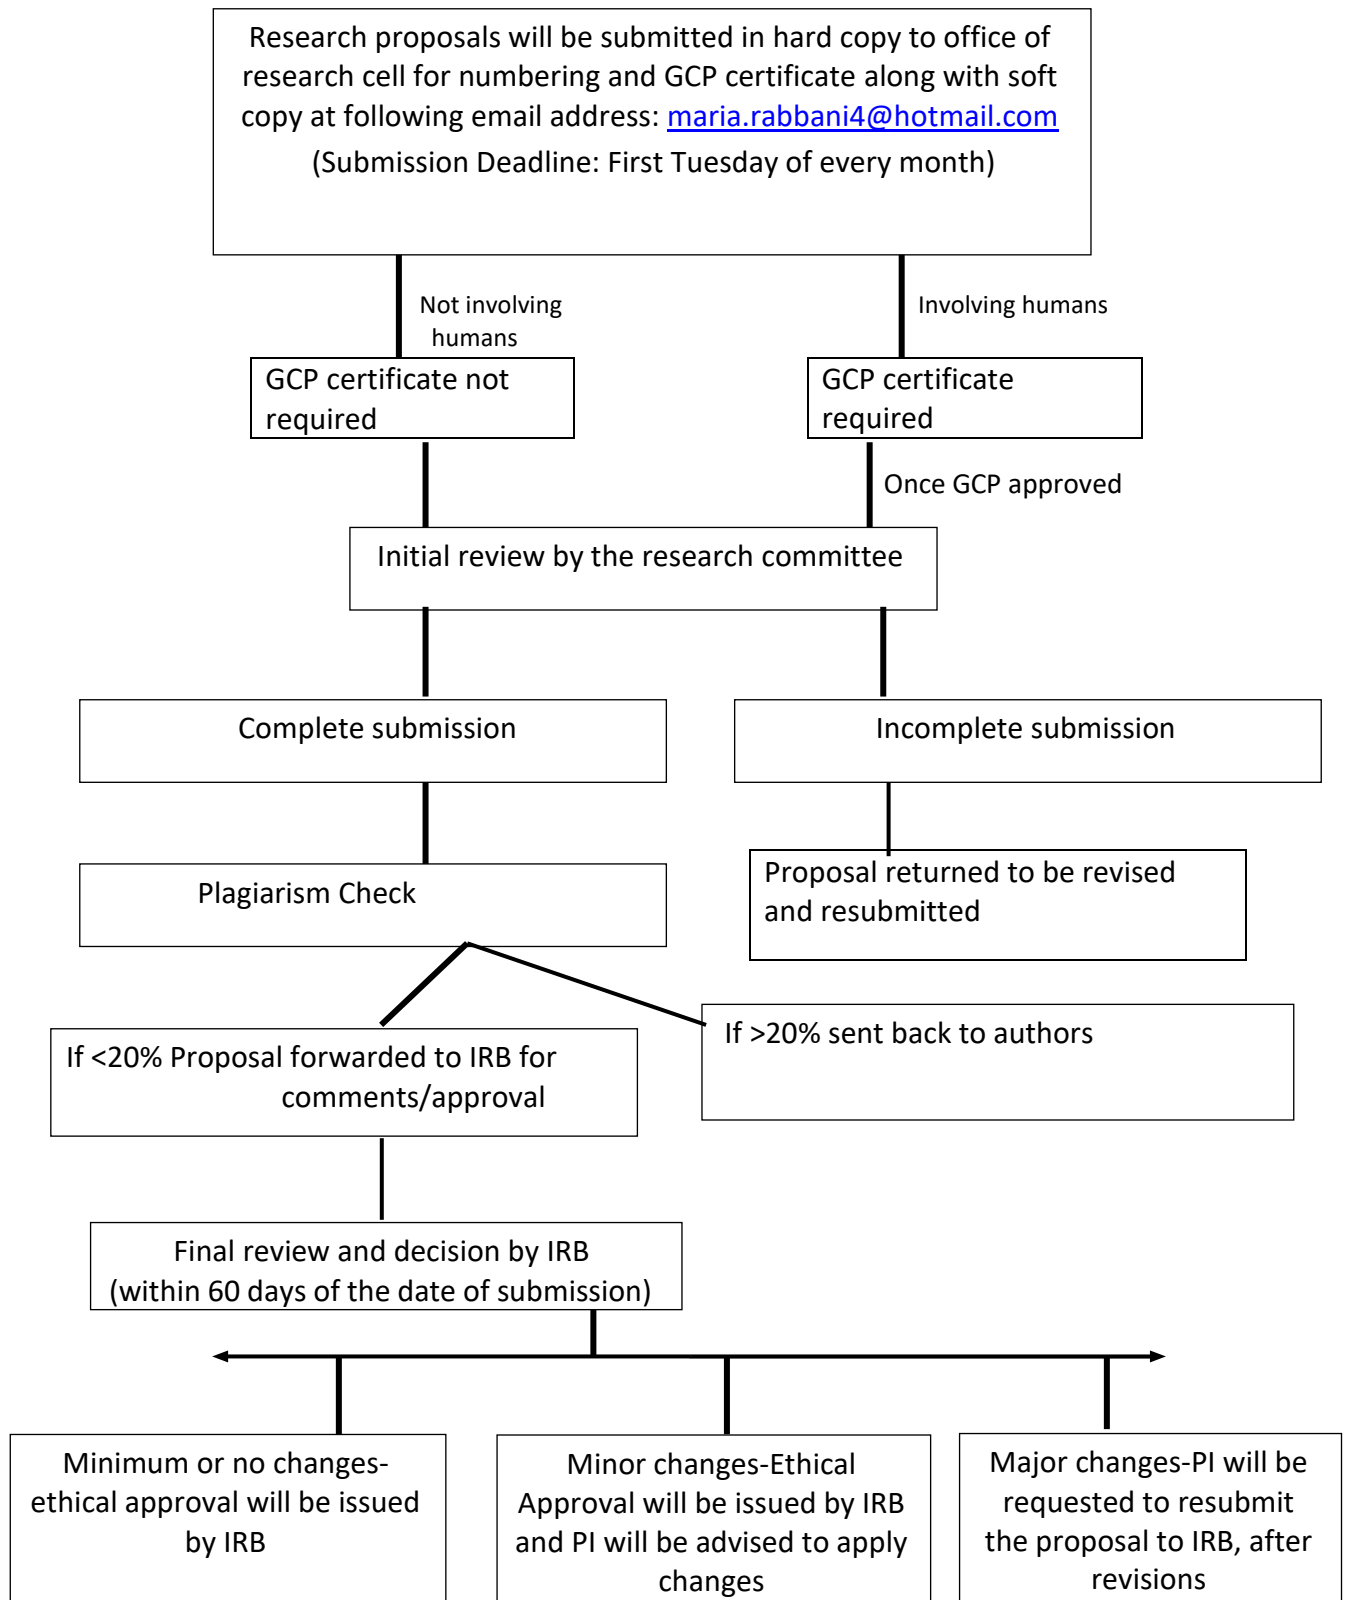 Research proposals will be submitted in hard copy to office of
research cell for numbering and GCP certificate along with soft
copy at following email address: maria.rabbani4@hotmail.com
(Submission Deadline: First Tuesday of every month)
Not involving
humans
Involving humans
GCP certificate not
required
GCP certificate
required
Once GCP approved
Initial review by the research committee
Complete submission
Incomplete submission
Plagiarism Check
Proposal returned to be revised
and resubmitted
If <20% Proposal forwarded to IRB for
comments/approval
If >20% sent back to authors
Final review and decision by IRB
(within 60 days of the date of submission)
Minimum or no changes-
ethical approval will be issued
by IRB
Minor changes-Ethical
Approval will be issued by IRB
and PI will be advised to apply
changes
Major changes-PI will be
requested to resubmit
the proposal to IRB, after
revisions